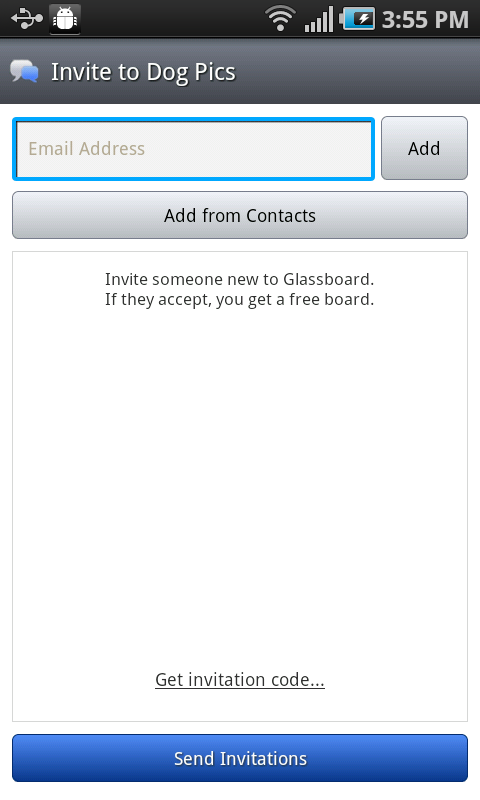 3:55 PM
Invite to Dog Pics
Email Address
Add
Add from Contacts
Invite someone new to Glassboard.
If they accept, you get a free board.
Get invitation code...
Send Invitations